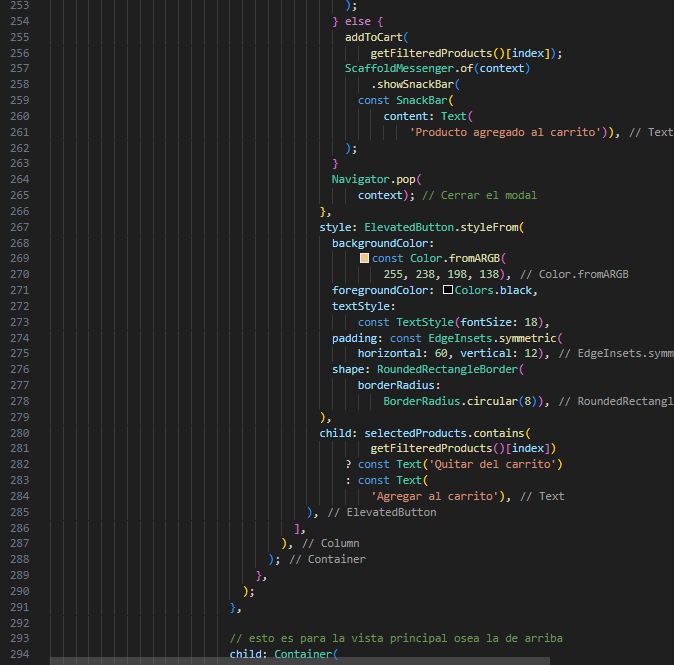 253 );
254 } else {
255 addToCart(
256 getFilteredProducts()[index]);
257 ScaffoldMessenger.of(context)
258 .showSnackBar(
259 const SnackBar(
260 content: Text(
261 'Producto agregado al carrito')), // Text
262 );
263 }
264 Navigator.pop(
265 context); // Cerrar el modal
266 },
267 style: ElevatedButton.styleFrom(
268 backgroundColor:
269 const Color.fromARGB(
270 255, 238, 198, 138), // Color.fromARGB
271 foregroundColor: Colors.black,
272 textStyle:
273 const TextStyle(fontSize: 18),
274 padding: const EdgeInsets.symmetric(
275 horizontal: 60, vertical: 12), // EdgeInsets.symm
276 shape: RoundedRectangleBorder(
277 borderRadius:
278 BorderRadius.circular(8)), // RoundedRectangl
279 ),
280 child: selectedProducts.contains(
281 getFilteredProducts()[index])
282 ? const Text('Quitar del carrito')
283 : const Text(
284 'Agregar al carrito'), // Text
285 ), // ElevatedButton
286 ],
287 ), // Column
288 ); // Container
289 },
290 );
291 },
292
293 // esto es para la vista principal osea la de arriba
294 child: Container(